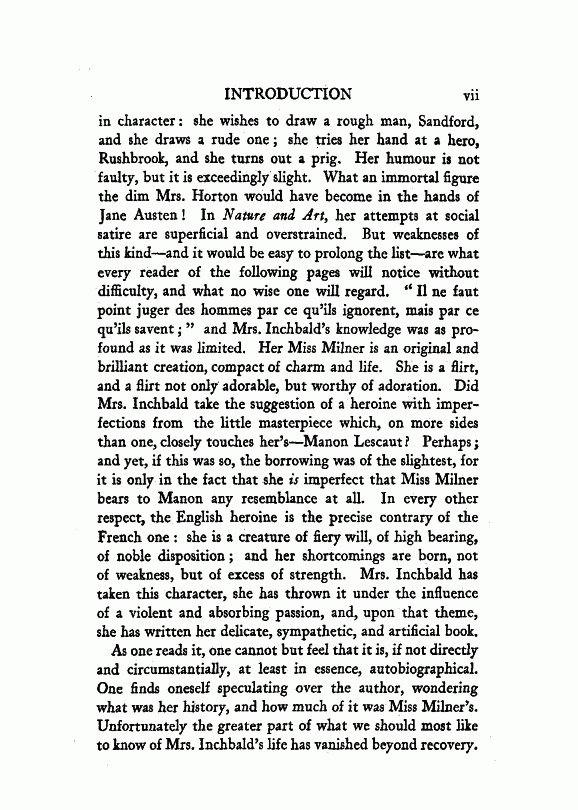 INTRODUCTION vii
in character : she wishes to draw a rough man, Sandford,
and she draws a rude one ; she tries her hand at a hero,
Rushbrook, and she turns out a prig. Her humour is not
faulty, but it is exceedingly slight. What an immortal figure
the dim Mrs. Horton would have become in the hands of
Jane Austen ! In Nature and Art, her attempts at social
satire are superficial and overstrained. But weaknesses of
this kind—and it would be easy to prolong the list—are what
every reader of the following pages will notice without
difficulty, and what no wise one will regard. “ Il ne faut
point juger des hommes par ce qu’ils ignorent, mais par ce
qu’ils savent ; ” and Mrs. Inchbald’s knowledge was as pro-
found as it was limited. Her Miss Milner is an original and
brilliant creation, compact of charm and life. She is a flirt,
and a flirt not only adorable, but worthy of adoration. Did
Mrs. Inchbald take the suggestion of a heroine with imper-
fections from the little masterpiece which, on more sides
than one, closely touches her’s—Manon Lescaut ? Perhaps ;
and yet, if this was so, the borrowing was of the slightest, for
it is only in the fact that she is imperfect that Miss Milner
bears to Manon any resemblance at all. In every other
respect, the English heroine is the precise contrary of the
French one : she is a creature of fiery will, of high bearing,
of noble disposition ; and her shortcomings are born, not
of weakness, but of excess of strength. Mrs. Inchbald has
taken this character, she has thrown it under the influence
of a violent and absorbing passion, and, upon that theme,
she has written her delicate, sympathetic, and artificial book.
As one reads it, one cannot but feel that it is, if not directly
and circumstantially, at least in essence, autobiographical.
One finds oneself speculating over the author, wondering
what was her history, and how much of it was Miss Milner’s.
Unfortunately the greater part of what we should most like
to know of Mrs. Inchbald’s life has vanished beyond recovery.